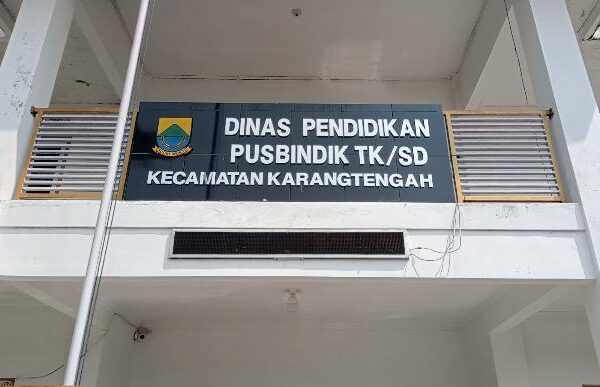 DINAS PENDIDIKAN
PUSBINDIK TK/SD
KECAMATAN KARANGTENGAH